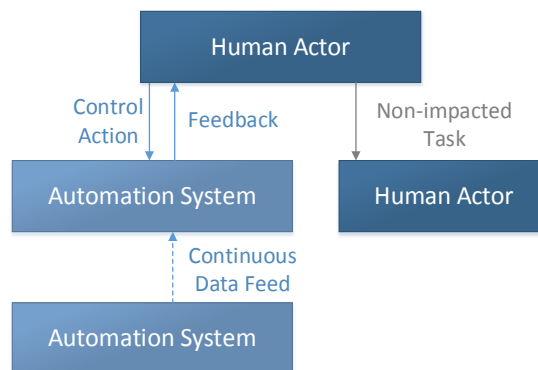 Human Actor
Control
Action
Feedback
Non-impacted
Task
Automation System
Human Actor
Continuous
Data Feed
Automation System